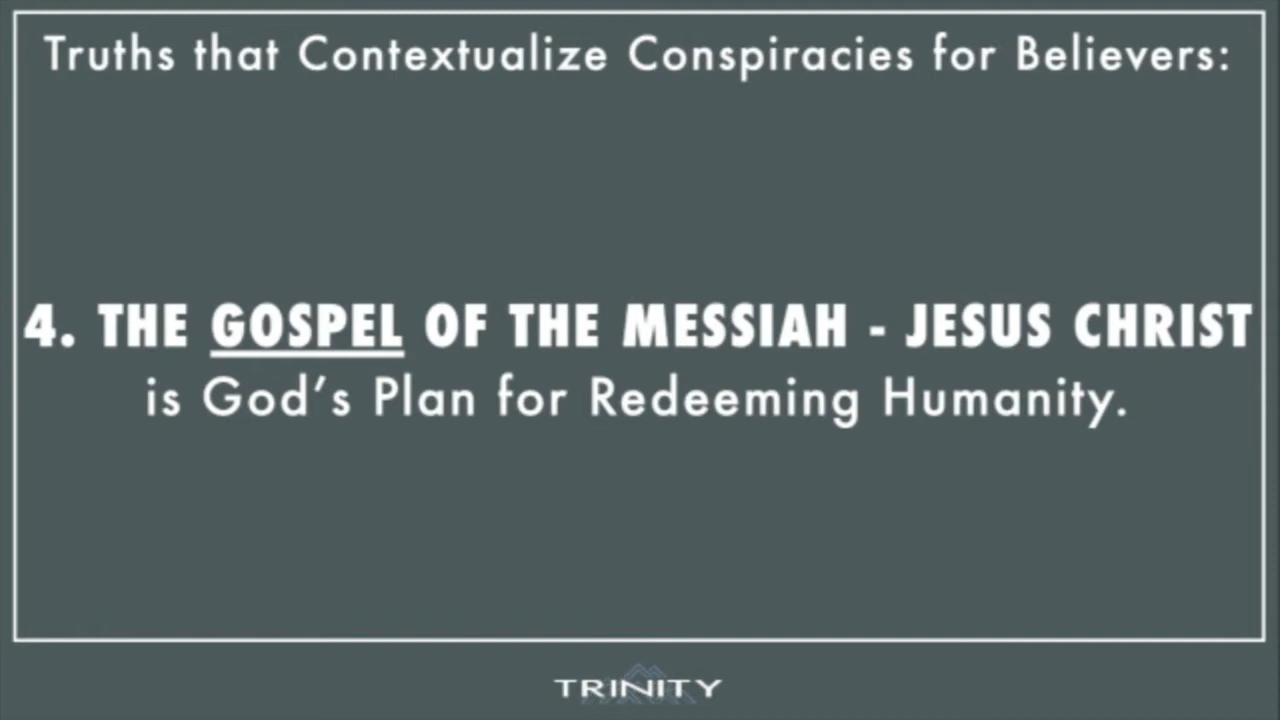 Truths that Contextualize Conspiracies for Believers:
4. THE GOSPEL OF THE MESSIAH - JESUS CHRIST
is God’s Plan for Redeeming Humanity.
TRINITY